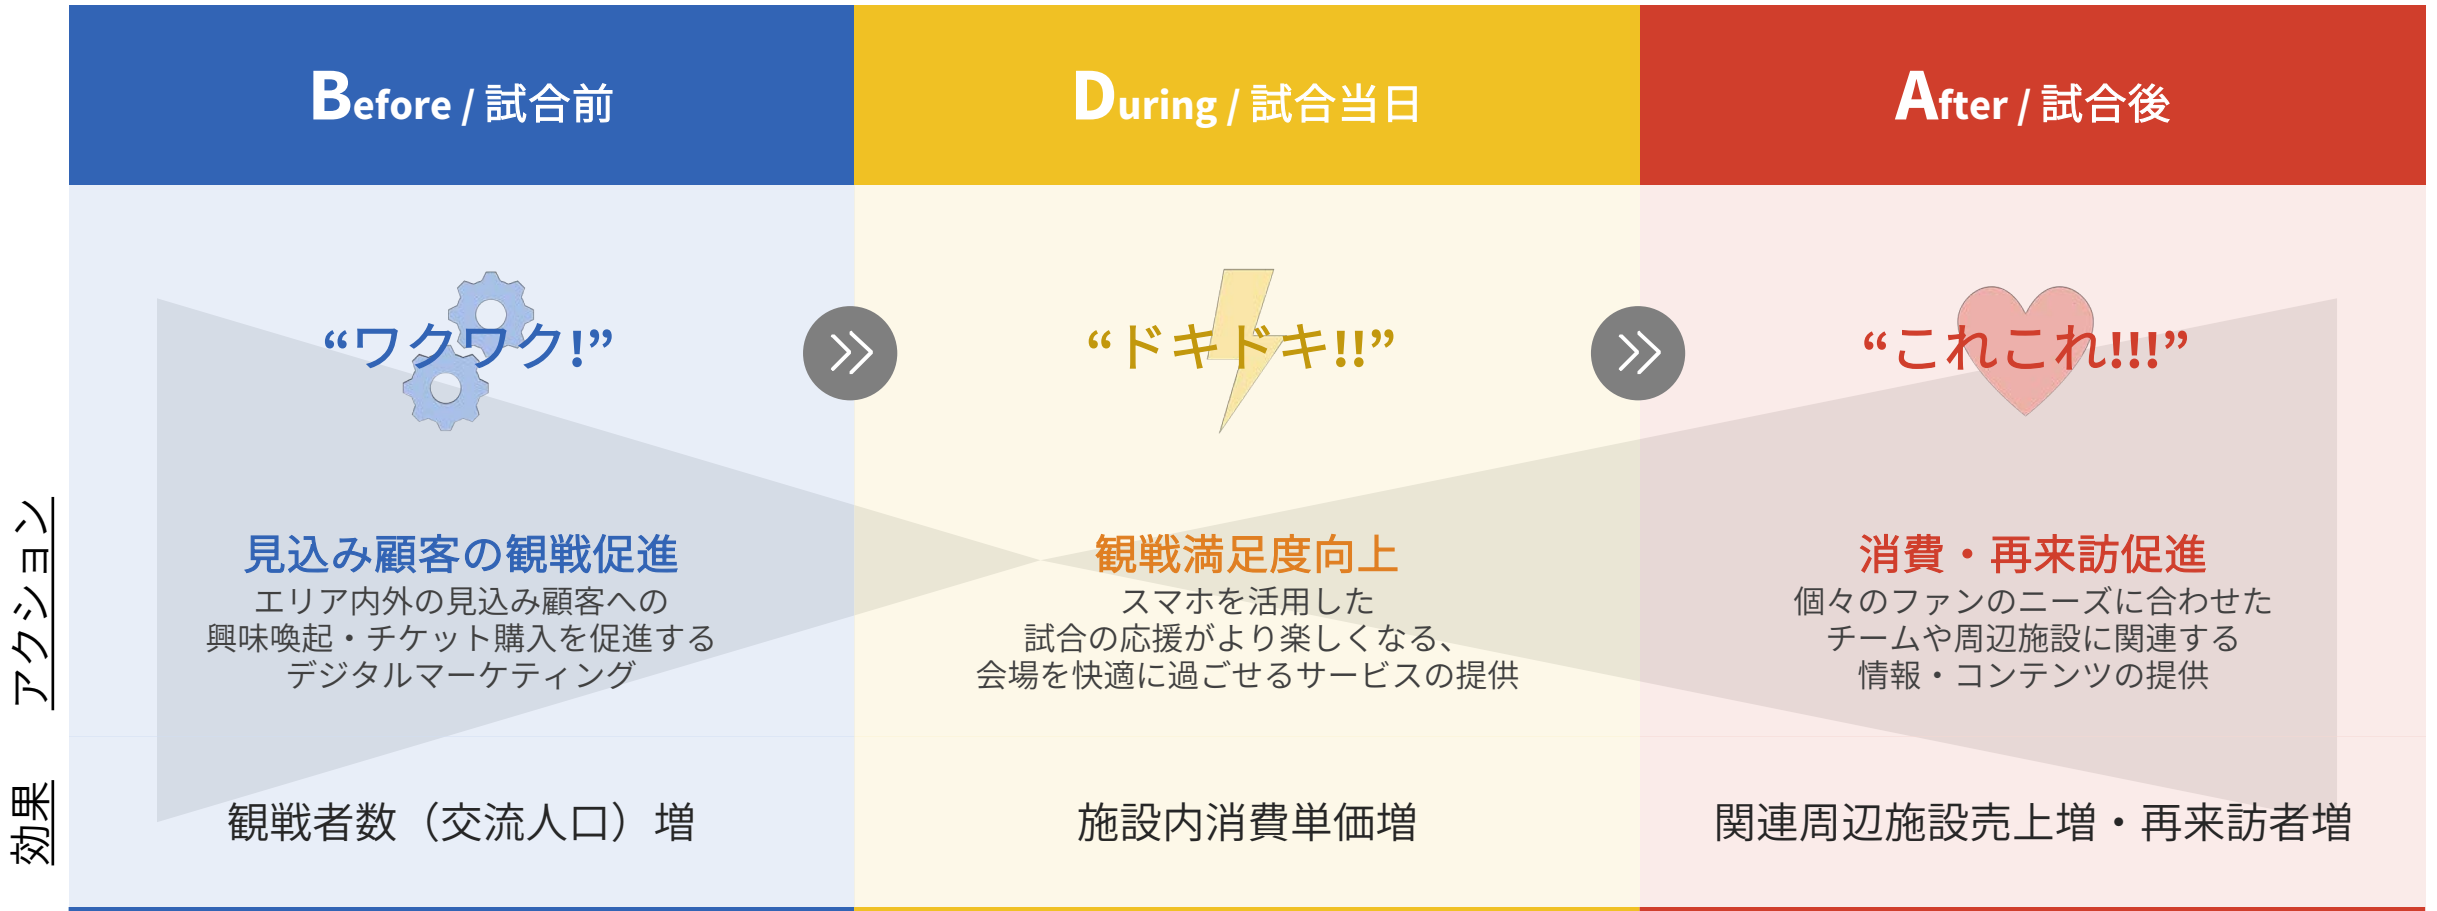 Before / 試合前
During / 試合当日
After / 試合後
“ワクワク!”
“ドキドキ!!”
“これこれ!!!”
アクション
見込み顧客の観戦促進
エリア内外の見込み顧客への
興味喚起・チケット購入を促進する
デジタルマーケティング
観戦満足度向上
スマホを活用した
試合の応援がより楽しくなる、
会場を快適に過ごせるサービスの提供
消費・再来訪促進
個々のファンのニーズに合わせた
チームや周辺施設に関連する
情報・コンテンツの提供
効果
観戦者数（交流人口）増
施設内消費単価増
関連周辺施設売上増・再来訪者増